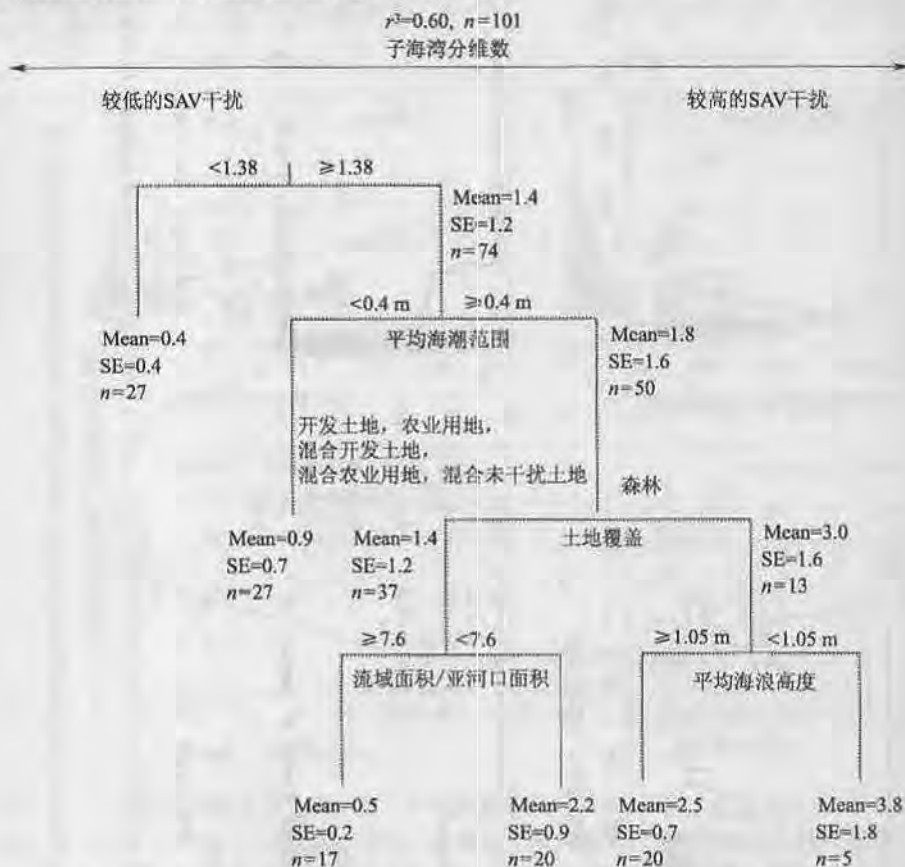 r³=0.60, n=101
子海湾分维数
较低的SAV干扰
较高的SAV干扰
<1.38
≥1.38
Mean=1.4
SE=1.2
n=74
<0.4 m
≥0.4 m
Mean=0.4
SE=0.4
n=27
平均海潮范围
Mean=1.8
SE=1.6
n=50
开发土地，农业用地，
混合开发土地，
混合农业用地，混合未干扰土地
森林
Mean=0.9
SE=0.7
n=27
Mean=1.4
SE=1.2
n=37
土地覆盖
Mean=3.0
SE=1.6
n=13
≥7.6
<7.6
≥1.05 m
<1.05 m
流域面积/亚河口面积
平均海浪高度
Mean=0.5
SE=0.2
n=17
Mean=2.2
SE=0.9
n=20
Mean=2.5
SE=0.7
n=20
Mean=3.8
SE=1.8
n=5